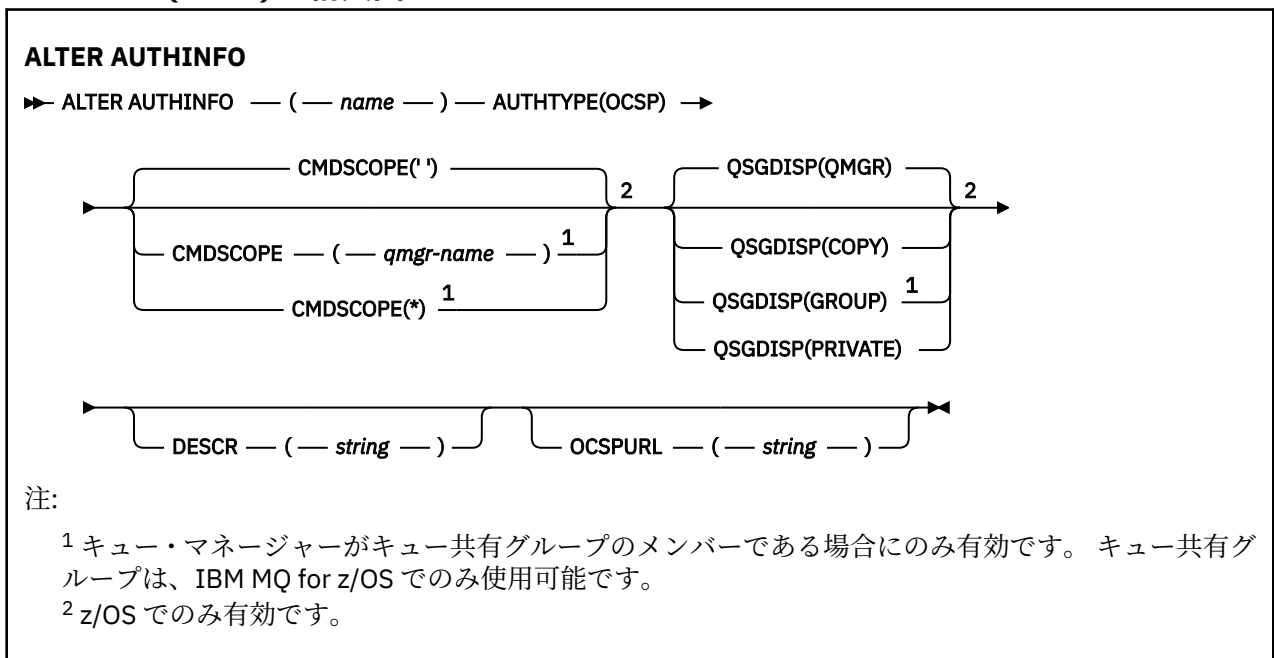 ALTER AUTHINFO
ALTER AUTHINFO ( name ) AUTHTYPE(OCSP)
CMDSCOPE(' ') QSGDISP(QMGR)
2 2
CMDSCOPE ( qmgr-name ) 1 QSGDISP(COPY)
CMDSCOPE(*) 1 QSGDISP(GROUP) 1
QSGDISP(PRIVATE)
DESCR ( string ) OCSPURL ( string )
注:
1 キュー・マネージャーがキュー共有グループのメンバーである場合にのみ有効です。 キュー共有グ
ループは、IBM MQ for z/OS でのみ使用可能です。
2 z/OS でのみ有効です。